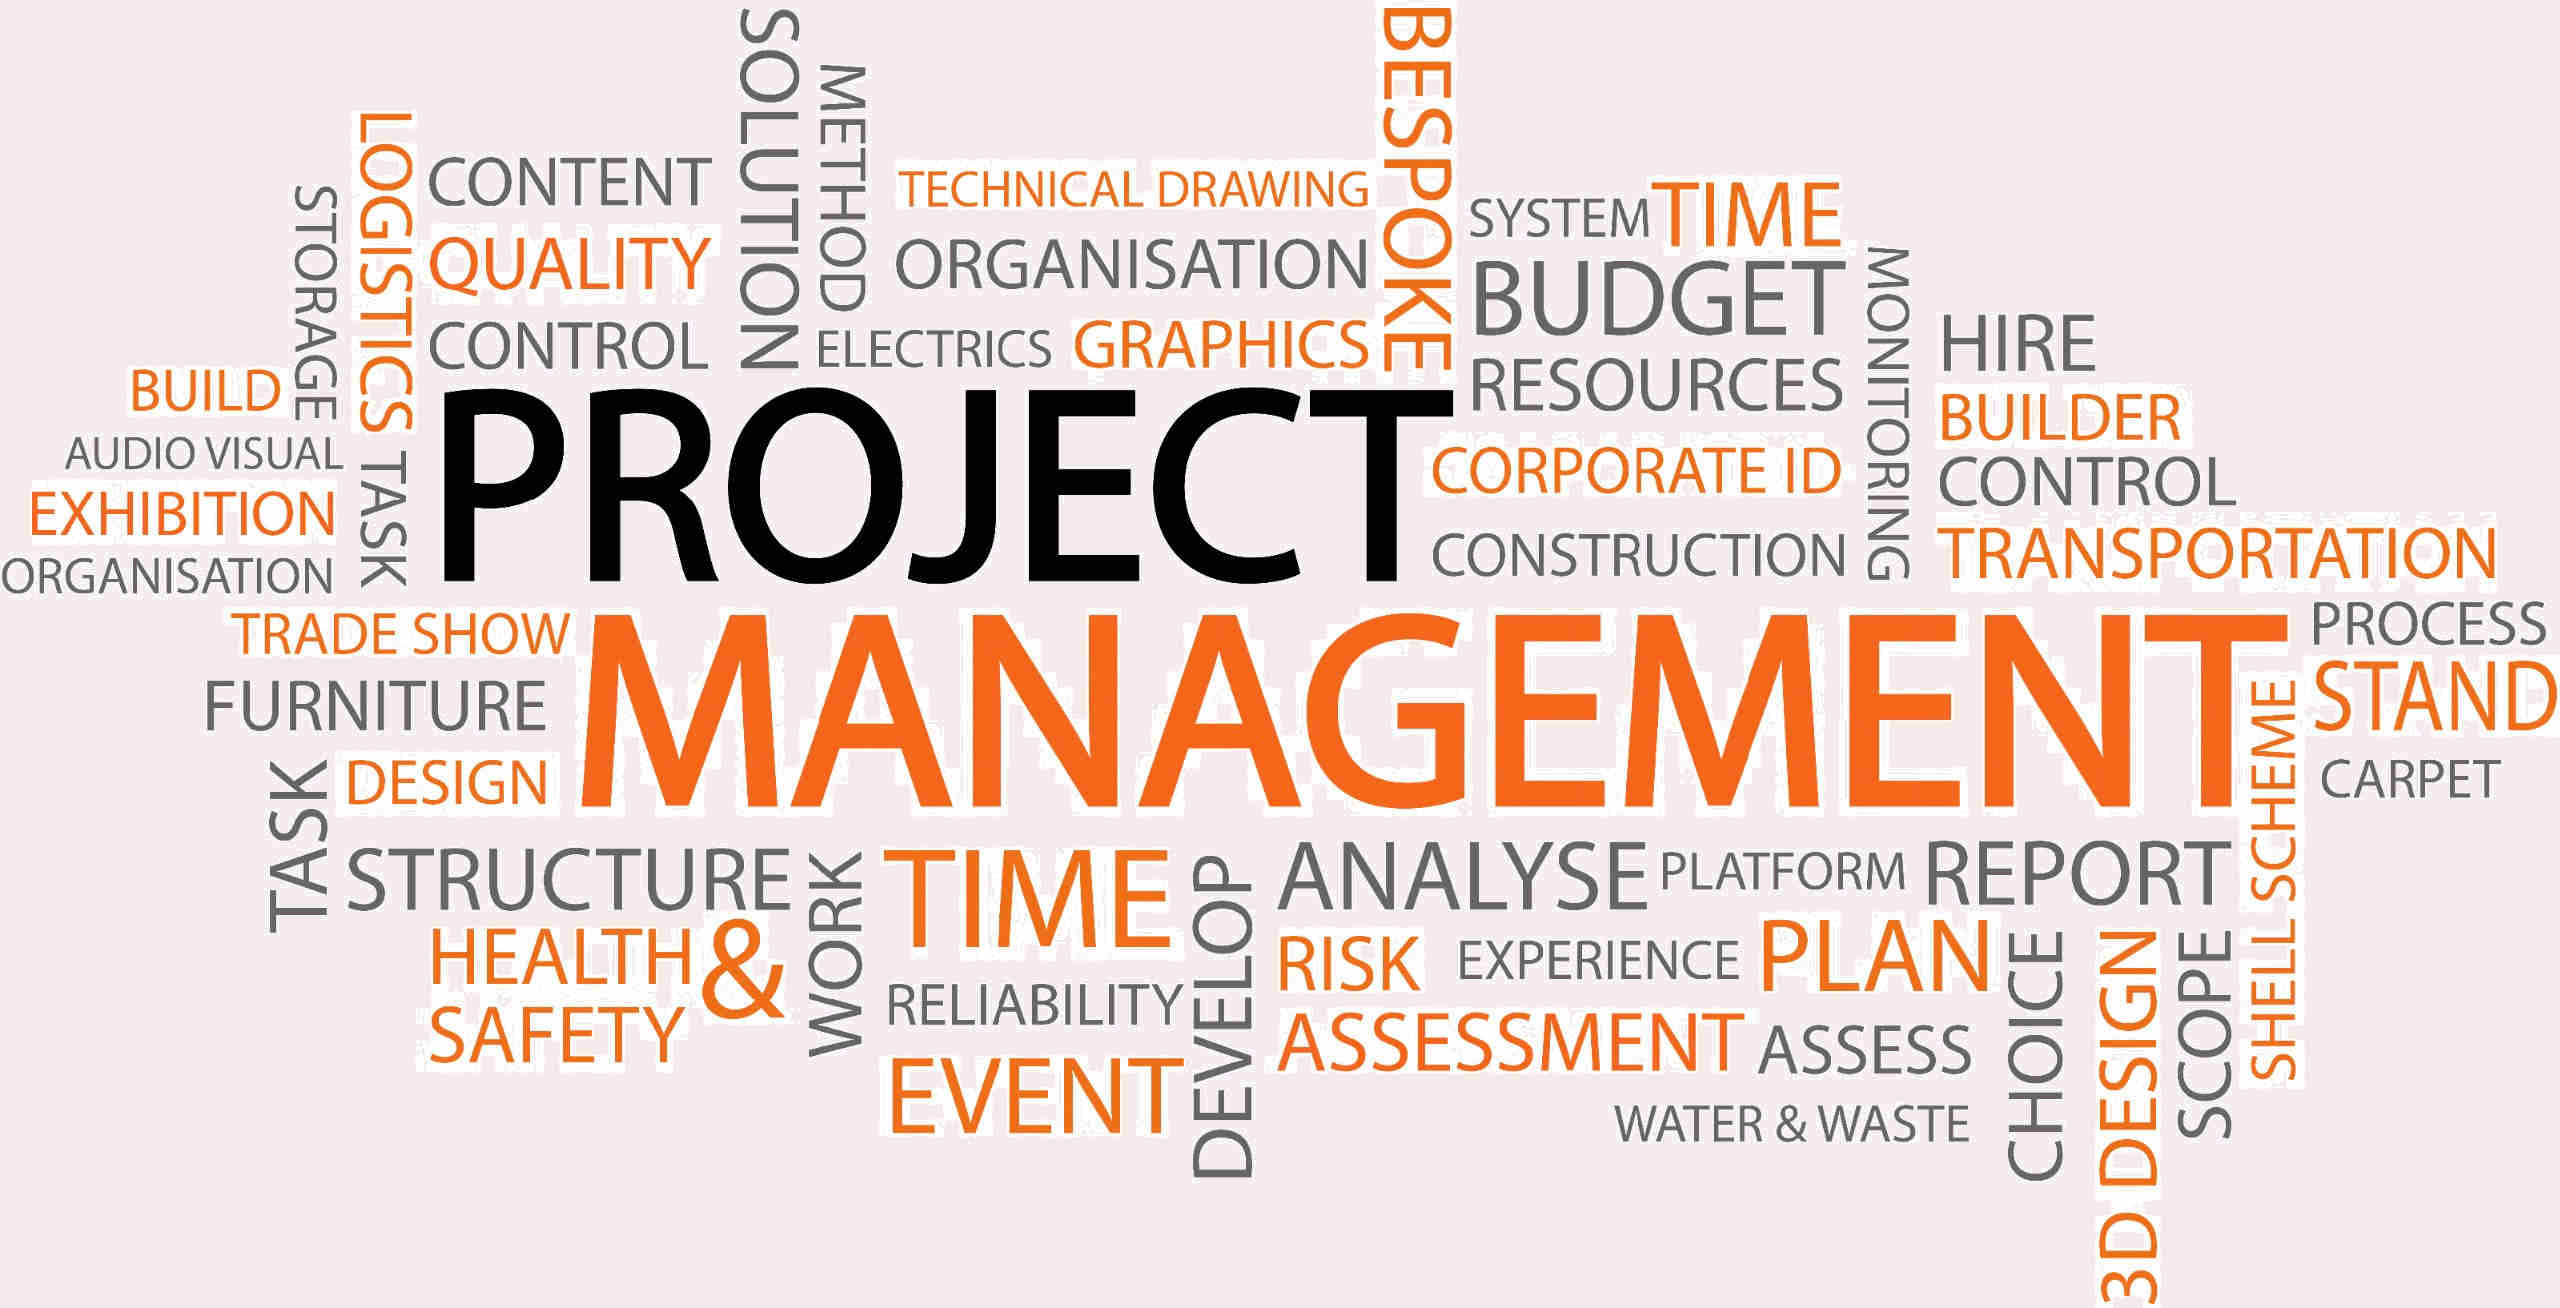 SOLUTION
METHOD
BESPOKE
LOGISTICS
STORAGE
CONTENT
QUALITY
CONTROL
TECHNICAL DRAWING
ORGANISATION
ELECTRICS
GRAPHICS
SYSTEM
TIME
BUDGET
RESOURCES
MONITORING
HIRE
BUILDER
CONTROL
TRANSPORTATION
BUILD
AUDIO VISUAL
EXHIBITION
ORGANISATION
TASK
PROJECT
CORPORATE ID
CONSTRUCTION
TRADE SHOW
FURNITURE
DESIGN
MANAGEMENT
PROCESS
STAND
CARPET
SHELL SCHEME
TASK
STRUCTURE
HEALTH &
SAFETY
WORK
TIME
RELIABILITY
EVENT
DEVELOP
ANALYSE
PLATFORM
REPORT
RISK
EXPERIENCE
PLAN
ASSESSMENT
ASSESS
WATER & WASTE
CHOICE
3D DESIGN
SCOPE